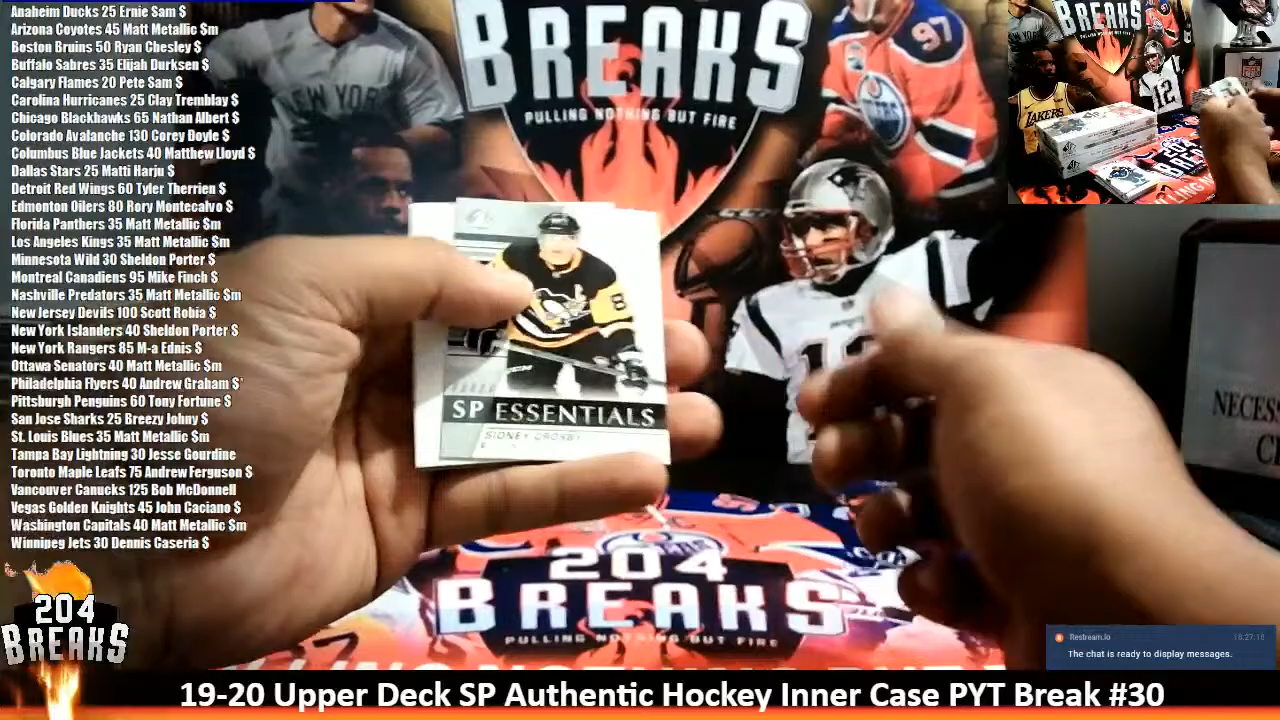 Anaheim Ducks 25 Ernie Sam $
Arizona Coyotes 45 Matt Metallic $m
Boston Bruins 50 Ryan Chesley $
Buffalo Sabres 35 Elijah Durksen $
Calgary Flames 20 Pete Sam $
Carolina Hurricanes 25 Clay Tremblay $
Chicago Blackhawks 65 Nathan Albert $
Colorado Avalanche 130 Corey Doyle $
Columbus Blue Jackets 40 Matthew Lloyd $
Dallas Stars 25 Matti Harju $
Detroit Red Wings 60 Tyler Therrien $
Edmonton Oilers 80 Rory Montecalvo $
Florida Panthers 35 Matt Metallic $m
Los Angeles Kings 35 Matt Metallic $m
Minnesota Wild 30 Sheldon Porter $
Montreal Canadiens 95 Mike Finch $
Nashville Predators 35 Matt Metallic $m
New Jersey Devils 100 Scott Robia $
New York Islanders 40 Sheldon Porter $
New York Rangers 85 M-a Ednis $
Ottawa Senators 40 Matt Metallic $m
Philadelphia Flyers 40 Andrew Graham $'
Pittsburgh Penguins 60 Tony Fortune $
San Jose Sharks 25 Breezy Johny $
St. Louis Blues 35 Matt Metallic $m
Tampa Bay Lightning 30 Jesse Gourdine
Toronto Maple Leafs 75 Andrew Ferguson $
Vancouver Canucks 125 Bob McDonnell
Vegas Golden Knights 45 John Caciano $
Washington Capitals 40 Matt Metallic $m
Winnipeg Jets 30 Dennis Caseria $
204
BREAKS
BREAKS
PULLING NOTHING BUT FIRE
NEW YORK
97
OILERS
SP ESSENTIALS
SIDNEY CROSBY
204
BREAKS
PULLING NOTHING BUT FIRE
BREAKS
97
12
LAKERS
NFL
Restream.io
The chat is ready to display messages.
19-20 Upper Deck SP Authentic Hockey Inner Case PYT Break #30